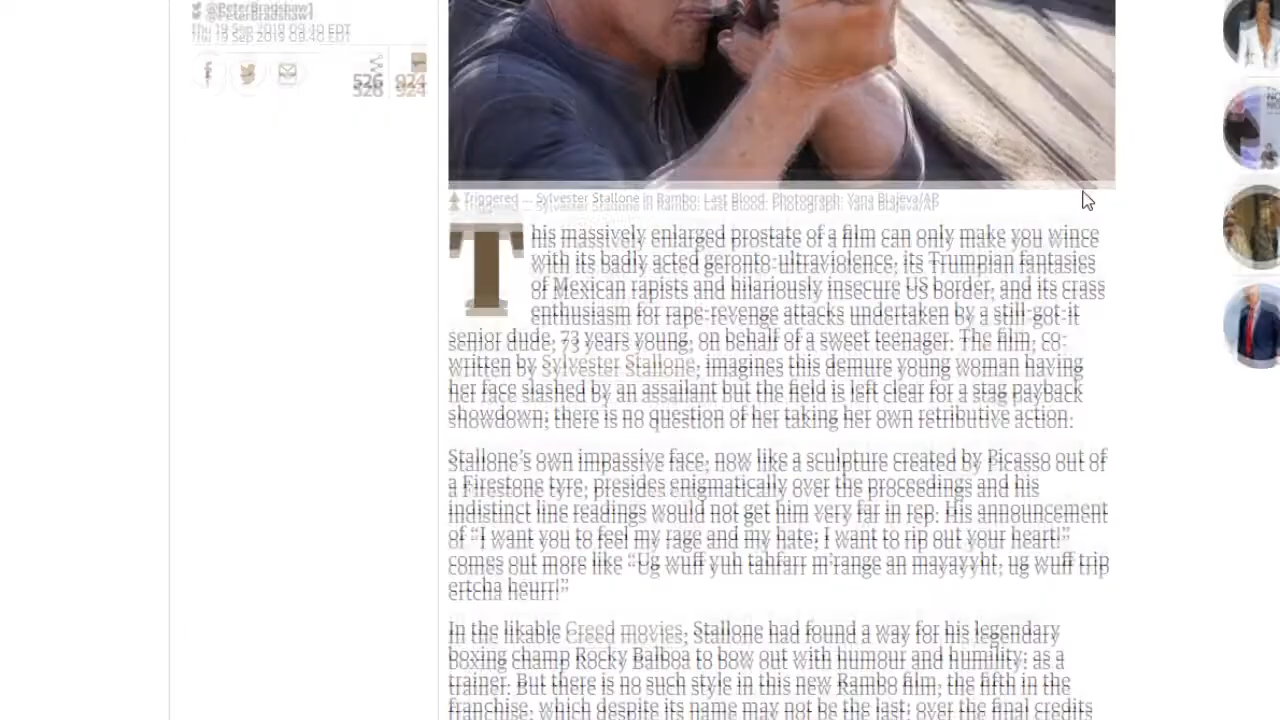 @PeterBradshaw1
Thu 19 Sep 2019 09.40 EDT
526 924
Triggered … Sylvester Stallone in Rambo: Last Blood. Photograph: Yana Blajeva/AP
This massively enlarged prostate of a film can only make you wince
with its badly acted geronto-ultraviolence, its Trumpian fantasies
of Mexican rapists and hilariously insecure US border, and its crass
enthusiasm for rape-revenge attacks undertaken by a still-got-it
senior dude, 73 years young, on behalf of a sweet teenager. The film, co-
written by Sylvester Stallone, imagines this demure young woman having
her face slashed by an assailant but the field is left clear for a stag payback
showdown; there is no question of her taking her own retributive action.
Stallone’s own impassive face, now like a sculpture created by Picasso out of
a Firestone tyre, presides enigmatically over the proceedings and his
indistinct line readings would not get him very far in rep. His announcement
of “I want you to feel my rage and my hate; I want to rip out your heart!”
comes out more like “Ug wuff yuh tahfarr m’range an mayayyht, ug wuff trip
ertcha heurr!”
In the likable Creed movies, Stallone had found a way for his legendary
boxing champ Rocky Balboa to bow out with humour and humility: as a
trainer. But there is no such style in this new Rambo film, the fifth in the
franchise, which despite its name may not be the last: over the final credits